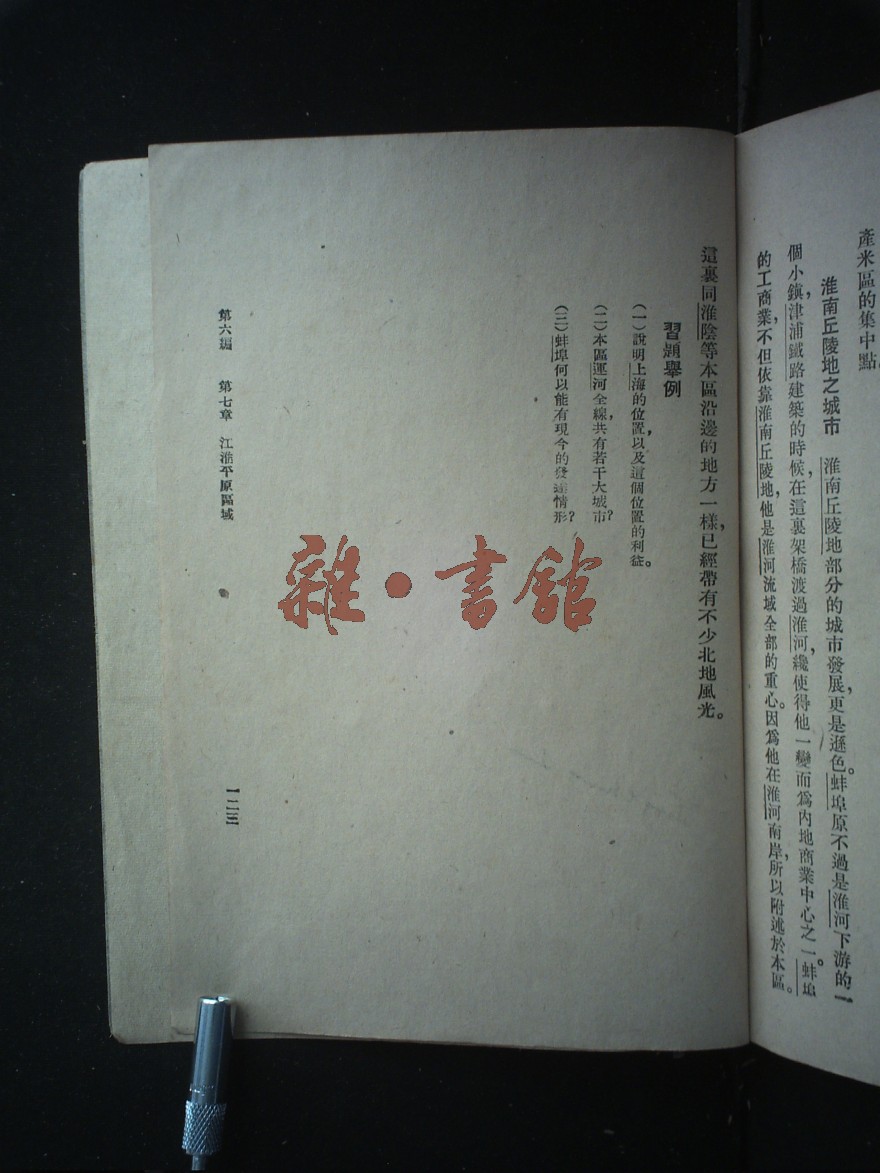 產米區的集中點。
淮南丘陵地之城市　淮南丘陵地部分的城市發展，更是遜色。蚌埠原不過是淮河下游的一
個小鎮，津浦鐵路建築的時候，在這裏架橋渡過淮河，纔使得他一變而爲內地商業中心之一。蚌埠
的工商業，不但依靠淮南丘陵地，他是淮河流域全部的重心。因爲他在淮河南岸，所以附述於本區。
這裏同淮陰等本區沿邊的地方一樣，已經帶有不少北地風光。
習題舉例
（一）說明上海的位置，以及這個位置的利益。
（二）本區運河全線，共有若干大城市？
（三）蚌埠何以能有現今的發達情形？
第六編　第七章　江淮平原區域
一二三
雜·書館